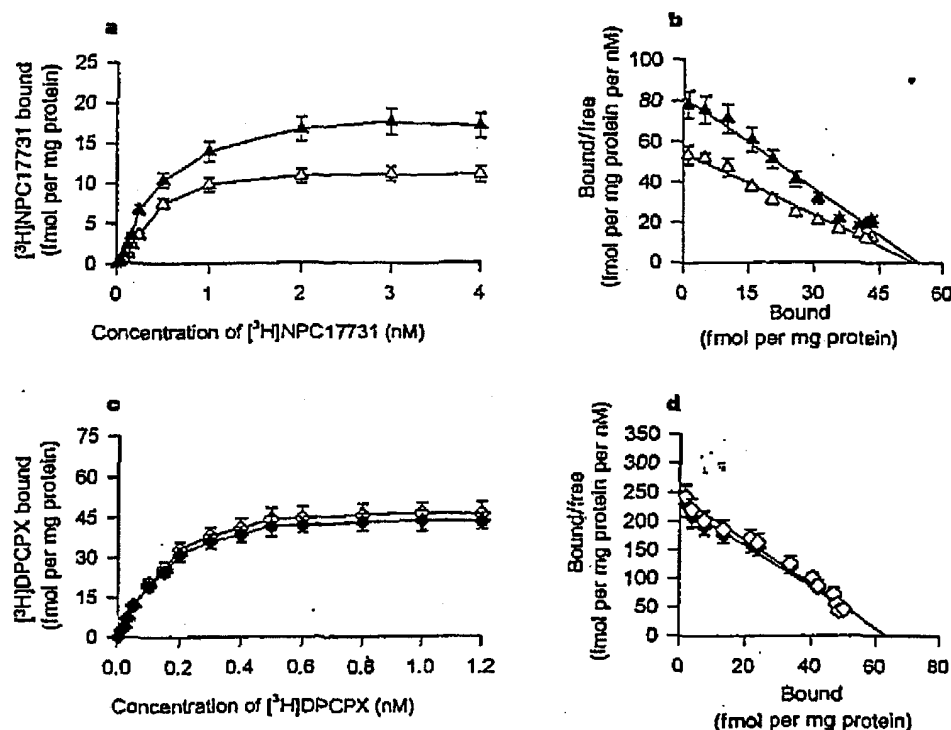 a
[³H]NPC17731 bound
(fmol per mg protein)
25
20
15
10
5
0
0 1 2 3 4
Concentration of [³H]NPC17731 (nM)
b
Bound/free
(fmol per mg protein per nM)
100
80
60
40
20
0
0 15 30 45 60
Bound
(fmol per mg protein)
c
[³H]DPCPX bound
(fmol per mg protein)
75
60
45
30
15
0
0.0 0.2 0.4 0.6 0.8 1.0 1.2
Concentration of [³H]DPCPX (nM)
d
Bound/free
(fmol per mg protein per nM)
350
300
250
200
150
100
50
0
0 20 40 60 80
Bound
(fmol per mg protein)